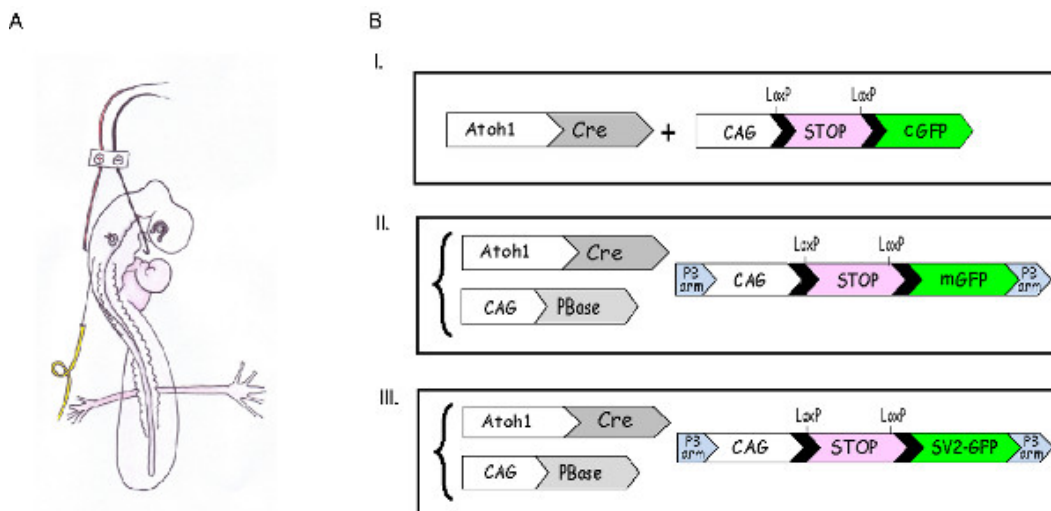 A
B
I.
LoxP LoxP
Atoh1 Cre + CAG STOP cGFP
II.
LoxP LoxP
Atoh1 Cre
PB arm CAG STOP mGFP PB arm
CAG PBase
III.
LoxP LoxP
Atoh1 Cre
PB arm CAG STOP SV2-GFP PB arm
CAG PBase